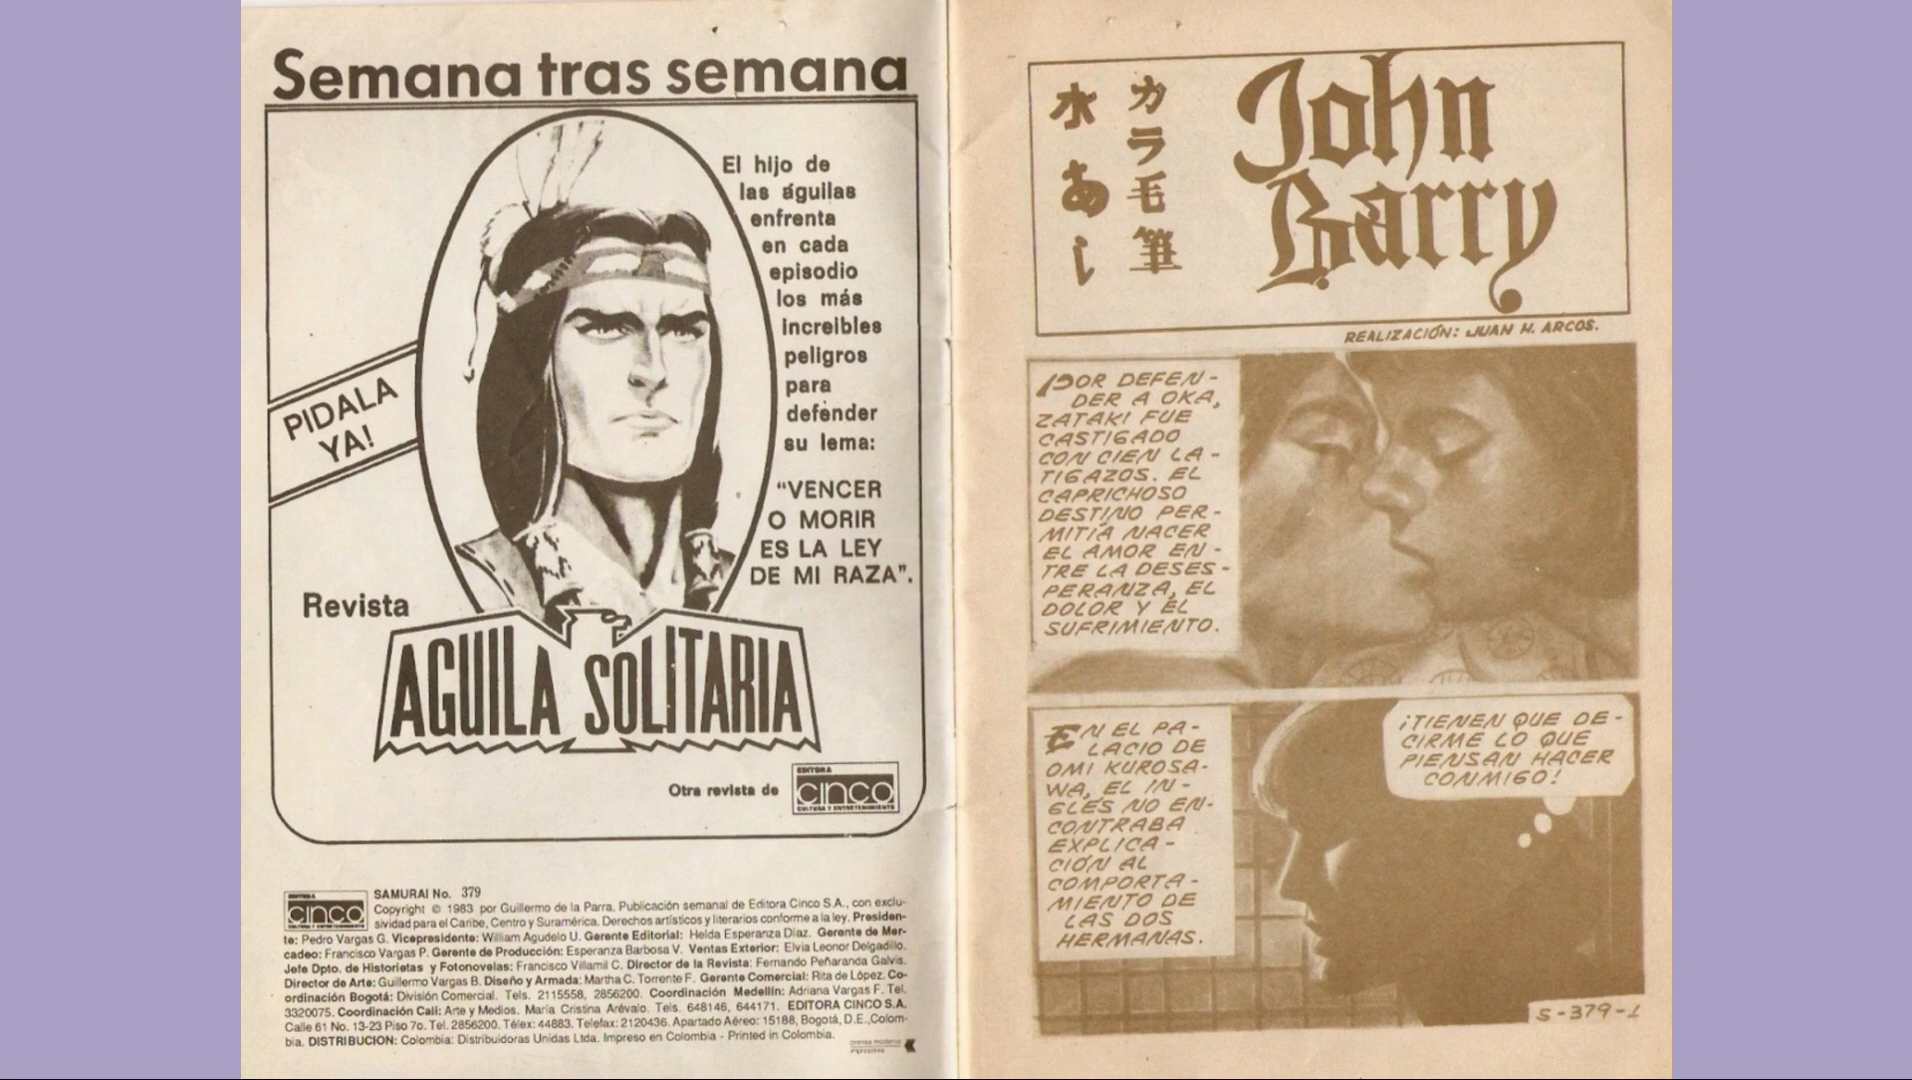 Semana tras semana
El hijo de
las águilas
enfrenta
en cada
episodio
los más
increibles
peligros
para
defender
su lema:
"VENCER
O MORIR
ES LA LEY
DE MI RAZA".
PIDALA
YA!
Revista
AGUILA SOLITARIA
Otra revista de
EDITORA
CINCO
CULTURA Y ENTRETENIMIENTO
EDITORA
CINCO
CULTURA Y ENTRETENIMIENTO
SAMURAI No. 379
Copyright © 1983 por Guillermo de la Parra. Publicación semanal de Editora Cinco S.A., con exclu-
sividad para el Caribe, Centro y Suramérica. Derechos artísticos y literarios conforme a la ley. Presiden-
te: Pedro Vargas G. Vicepresidente: William Agudelo U. Gerente Editorial: Helda Esperanza Díaz. Gerente de Mer-
cadeo: Francisco Vargas P. Gerente de Producción: Esperanza Barbosa V. Ventas Exterior: Elvia Leonor Delgadillo.
Jefe Dpto. de Historietas y Fotonovelas: Francisco Villamil C. Director de la Revista: Fernando Peñaranda Galvis.
Director de Arte: Guillermo Vargas B. Diseño y Armada: Martha C. Torrente F. Gerente Comercial: Rita de López. Co-
ordinación Bogotá: División Comercial. Tels. 2115558, 2856200. Coordinación Medellín: Adriana Vargas F. Tel.
3320075. Coordinación Cali: Arte y Medios. María Cristina Arévalo. Tels. 648146, 644171. EDITORA CINCO S.A.
Calle 61 No. 13-23 Piso 7o. Tel. 2856200. Télex: 44883. Telefax: 2120436. Apartado Aéreo: 15188, Bogotá, D.E., Colom-
bia. DISTRIBUCION: Colombia: Distribuidoras Unidas Ltda. Impreso en Colombia - Printed in Colombia.
prensa moderna
impresores
カラ毛筆
水あし
John
Barry
REALIZACIÓN: JUAN H. ARCOS.
POR DEFEN-
DER A OKA,
ZATAKI FUE
CASTIGADO
CON CIEN LA-
TIGAZOS. EL
CAPRICHOSO
DESTINO PER-
MITÍA NACER
EL AMOR EN-
TRE LA DESES-
PERANZA, EL
DOLOR Y EL
SUFRIMIENTO.
EN EL PA-
LACIO DE
OMI KUROSA-
WA, EL IN-
GLÉS NO EN-
CONTRABA
EXPLICA-
CIÓN AL
COMPORTA-
MIENTO DE
LAS DOS
HERMANAS.
¡TIENEN QUE DE-
CIRME LO QUE
PIENSAN HACER
CONMIGO!
S-379-1